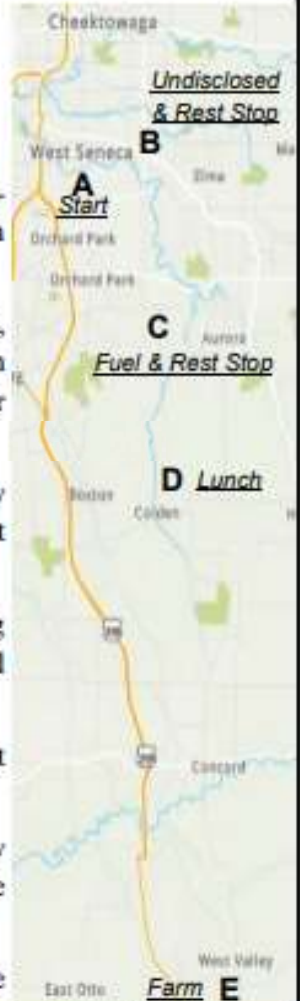 Cheektowaga
Undisclosed
& Rest Stop
B
West Seneca
Elma
A
Start
Orchard Park
Orchard Park
C
Aurora
Fuel & Rest Stop
D Lunch
Boston
Colden
Concord
West Valley
East Otto
Farm E